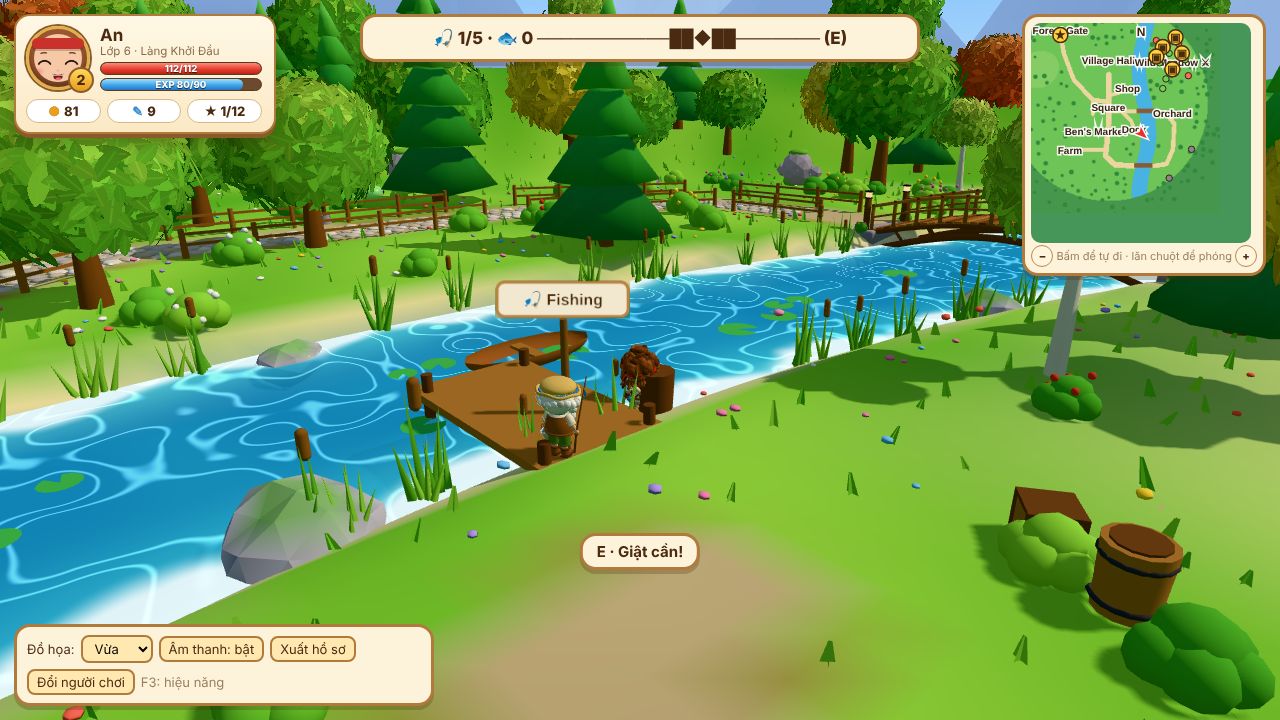 An
Lớp 6 · Làng Khởi Đầu
112/112
EXP 80/90
2
81
9
★ 1/12
1/5 · 0 ─────────────██◆██──────── (E)
N
Village Hall
Shop
Square
Orchard
Ben's Market
Farm
− Bấm để tự đi · lăn chuột để phóng +
Fishing
E · Giật cần!
Đồ họa: Vừa Âm thanh: bật Xuất hồ sơ
Đổi người chơi F3: hiệu năng